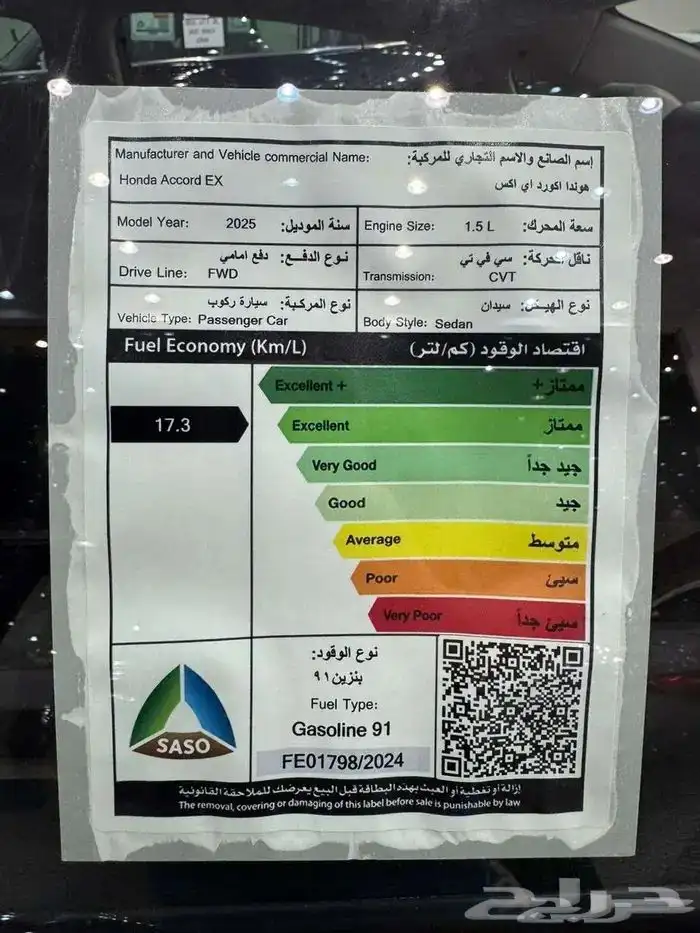 Manufacturer and Vehicle commercial Name: إسم الصانع والاسم التجاري للمركبة:
Honda Accord EX هوندا اكورد اي اكس
Model Year: 2025 سنة الموديل:
Engine Size: 1.5 L سعة المحرك:
نوع الدفـــع: دفع امامي
Drive Line: FWD
ناقل الحركة: سي في تي
Transmission: CVT
نوع المركبة: سيارة ركوب
Vehicle Type: Passenger Car
نوع الهيكل: سيدان
Body Style: Sedan
Fuel Economy (Km/L) اقتصاد الوقود (كم/لتر)
Excellent + ممتاز+
17.3
Excellent ممتاز
Very Good جيد جداً
Good جيد
Average متوسط
Poor سيئ
Very Poor سيئ جداً
SASO
نوع الوقود:
بنزين ٩١
Fuel Type:
Gasoline 91
FE01798/2024
إزالة أو تغطية أو العبث بهذه البطاقة قبل البيع يعرضك للملاحقة القانونية
The removal, covering or damaging of this label before sale is punishable by law
حراج